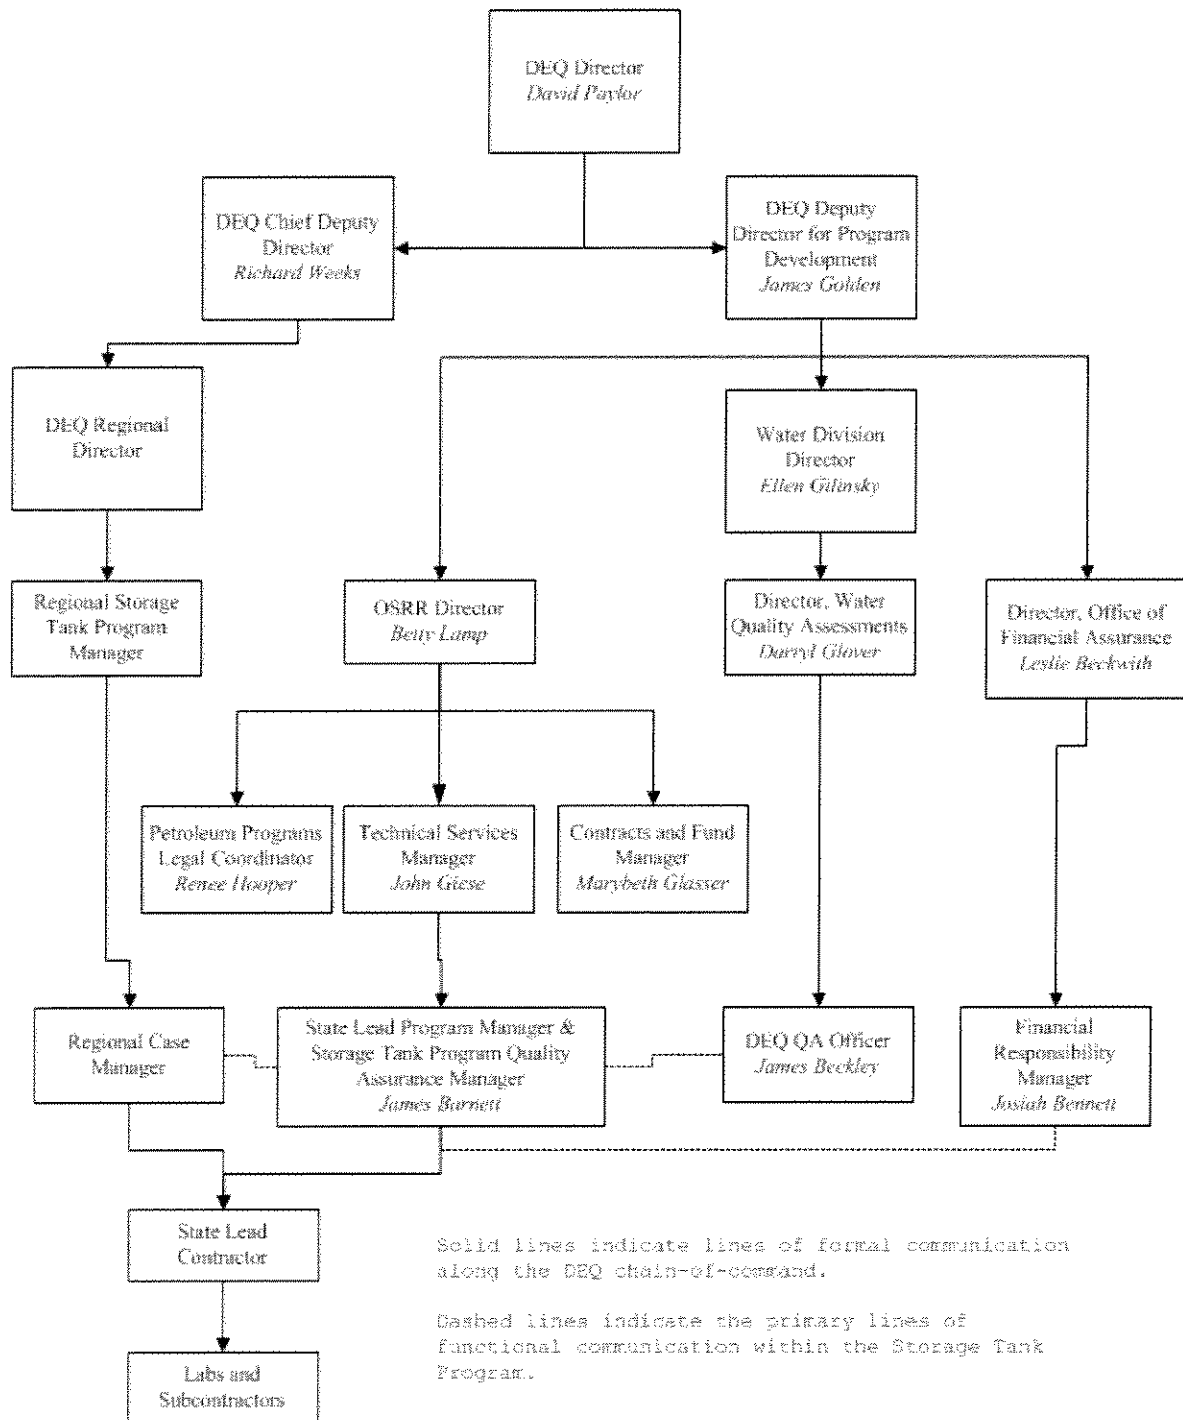 DEQ Director
David Paylor
DEQ Chief Deputy
Director
Richard Weeks
DEQ Deputy
Director for Program
Development
James Golden
DEQ Regional
Director
Water Division
Director
Ellen Gilinsky
Regional Storage
Tank Program
Manager
OSRR Director
Betty Lamp
Director, Water
Quality Assessments
Darryl Glover
Director, Office of
Financial Assurance
Leslie Beckwith
Petroleum Programs
Legal Coordinator
Renee Hooper
Technical Services
Manager
John Giese
Contracts and Fund
Manager
Marybeth Glasser
Regional Case
Manager
State Lead Program Manager &
Storage Tank Program Quality
Assurance Manager
James Barnett
DEQ QA Officer
James Beckley
Financial
Responsibility
Manager
Josiah Bennett
State Lead
Contractor
Solid lines indicate lines of formal communication
along the DEQ chain-of-command.
Dashed lines indicate the primary lines of
functional communication within the Storage Tank
Program.
Labs and
Subcontractors